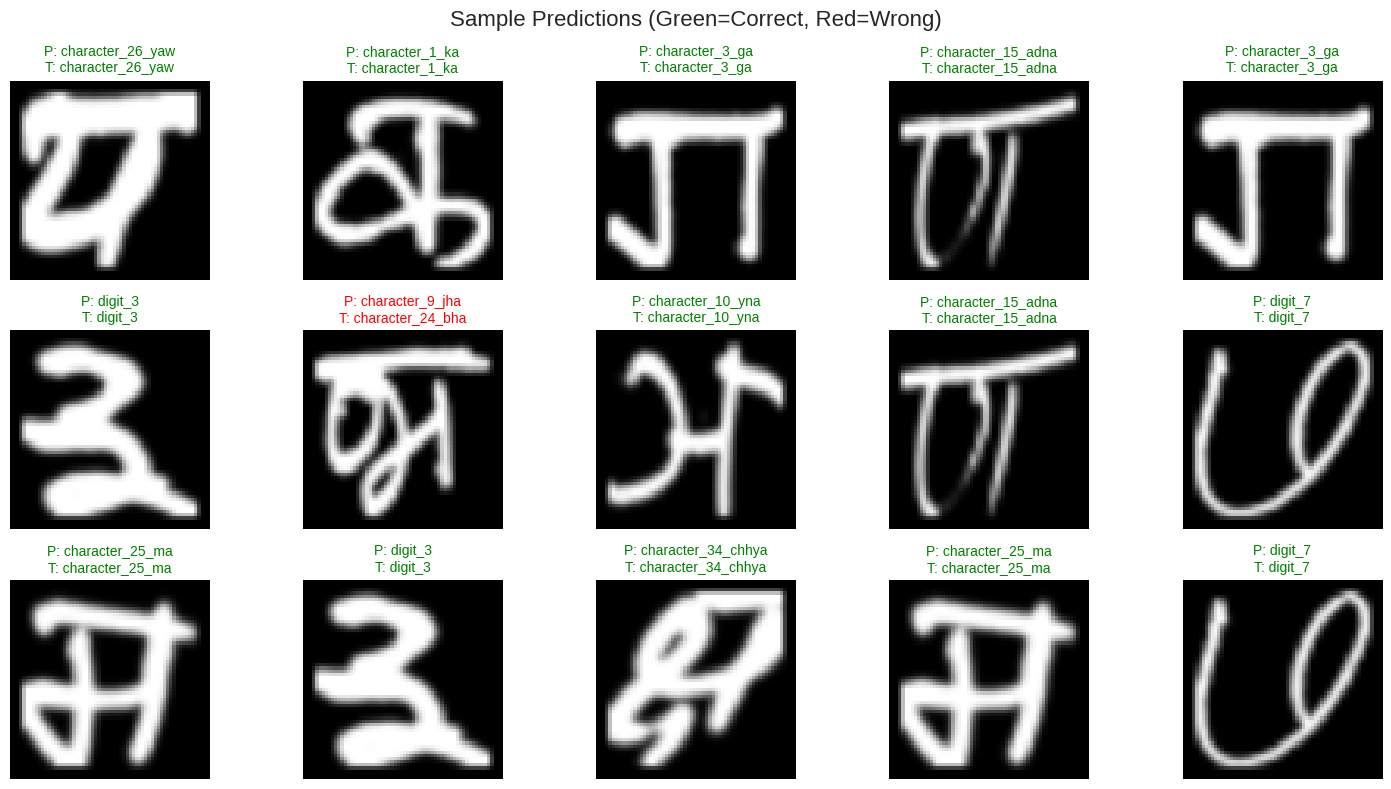 Sample Predictions (Green=Correct, Red=Wrong)
P: character_26_yaw
T: character_26_yaw
य
P: character_1_ka
T: character_1_ka
क
P: character_3_ga
T: character_3_ga
ग
P: character_15_adna
T: character_15_adna
ण
P: character_3_ga
T: character_3_ga
ग
P: digit_3
T: digit_3
३
P: character_9_jha
T: character_24_bha
P: character_10_yna
T: character_10_yna
ञ
P: character_15_adna
T: character_15_adna
ण
P: digit_7
T: digit_7
७
P: character_25_ma
T: character_25_ma
म
P: digit_3
T: digit_3
३
P: character_34_chhya
T: character_34_chhya
क्ष
P: character_25_ma
T: character_25_ma
म
P: digit_7
T: digit_7
७